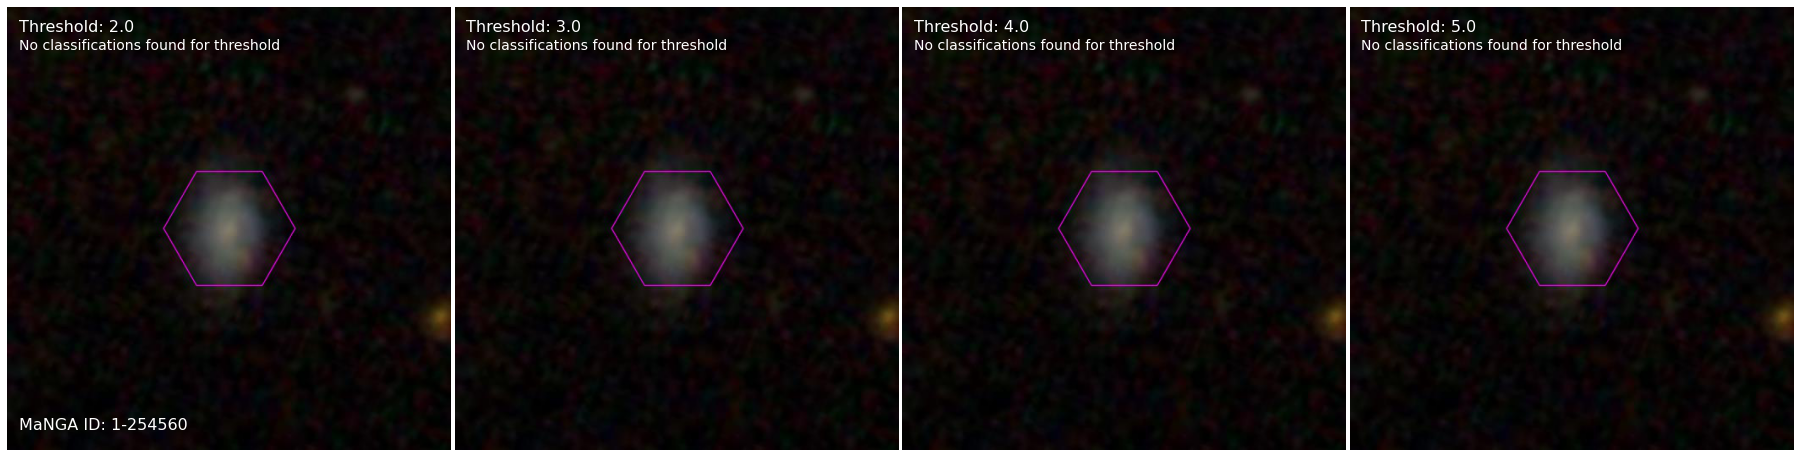 Threshold: 2.0
No classifications found for threshold
MaNGA ID: 1-254560
Threshold: 3.0
No classifications found for threshold
Threshold: 4.0
No classifications found for threshold
Threshold: 5.0
No classifications found for threshold